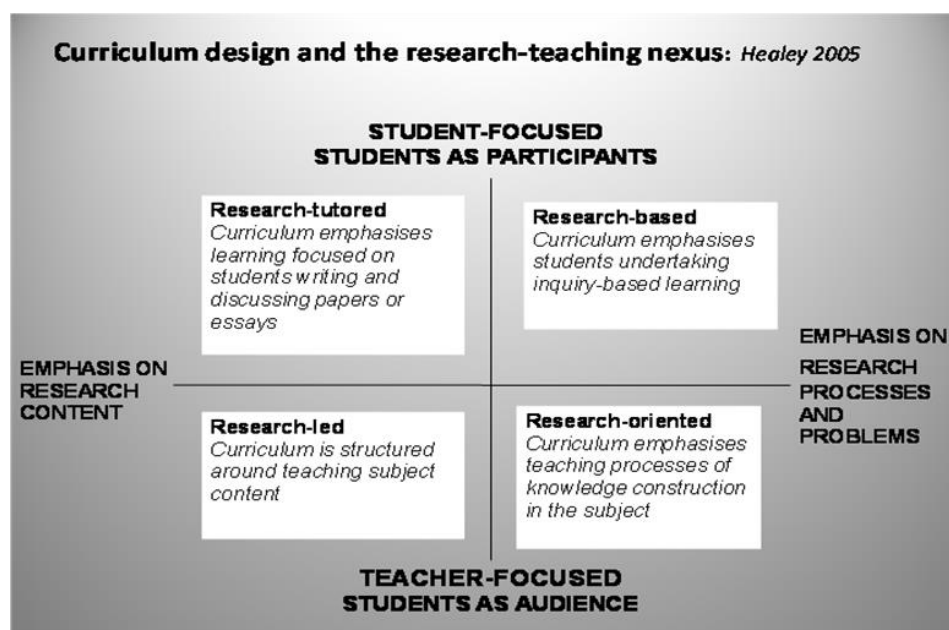 Curriculum design and the research-teaching nexus: Healey 2005
STUDENT-FOCUSED
STUDENTS AS PARTICIPANTS
Research-tutored
Curriculum emphasises
learning focused on
students writing and
discussing papers or
essays
Research-based
Curriculum emphasises
students undertaking
inquiry-based learning
EMPHASIS ON
RESEARCH
CONTENT
EMPHASIS ON
RESEARCH
PROCESSES
AND
PROBLEMS
Research-led
Curriculum is structured
around teaching subject
content
Research-oriented
Curriculum emphasises
teaching processes of
knowledge construction
in the subject
TEACHER-FOCUSED
STUDENTS AS AUDIENCE